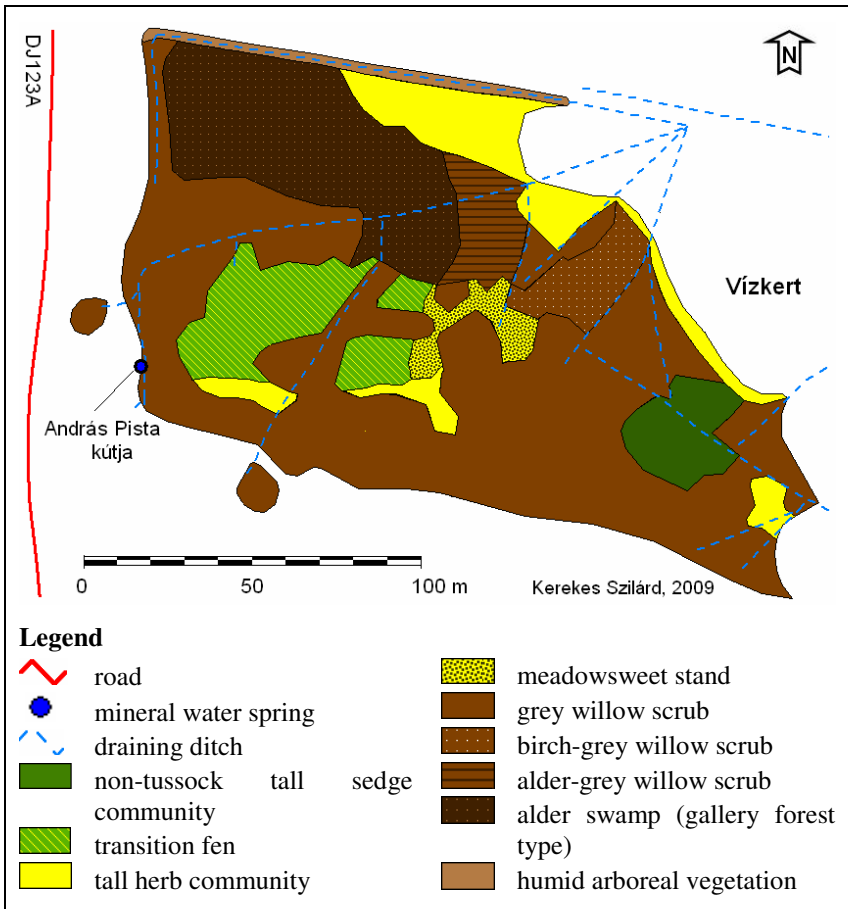 DJ123A
N
Vízkert
András Pista
kútja
0 50 100 m
Kerekes Szilárd, 2009
Legend
road
mineral water spring
draining ditch
non-tussock tall sedge
community
transition fen
tall herb community
meadowsweet stand
grey willow scrub
birch-grey willow scrub
alder-grey willow scrub
alder swamp (gallery forest
type)
humid arboreal vegetation